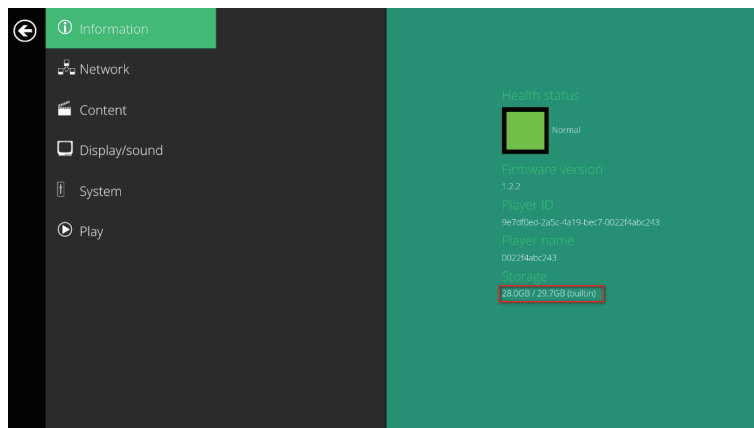 Information
Network
Content
Display/sound
System
Play
Health status
Normal
Firmware version
1.2.2
Player ID
9e7df0ed-2a5c-4a19-bec7-0022f4abc243
Player name
0022f4abc243
Storage
28.0GB / 29.7GB (builtin)